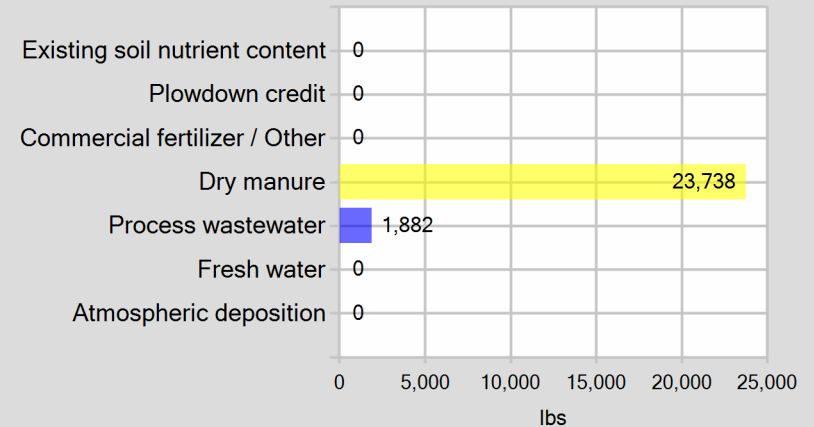 Existing soil nutrient content 0
Plowdown credit 0
Commercial fertilizer / Other 0
Dry manure 23,738
Process wastewater 1,882
Fresh water 0
Atmospheric deposition 0
0 5,000 10,000 15,000 20,000 25,000
lbs